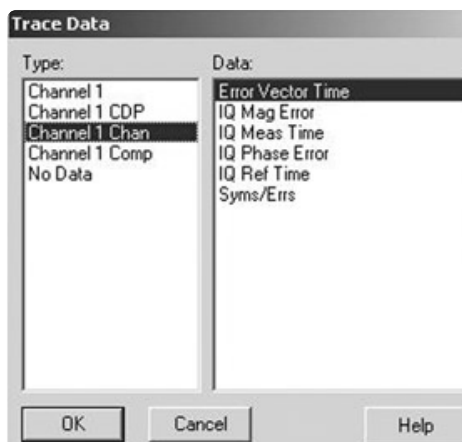 Trace Data
Type:
Channel 1
Channel 1 CDP
Channel 1 Chan
Channel 1 Comp
No Data
Data:
Error Vector Time
IQ Mag Error
IQ Meas Time
IQ Phase Error
IQ Ref Time
Syms/Errs
OK
Cancel
Help